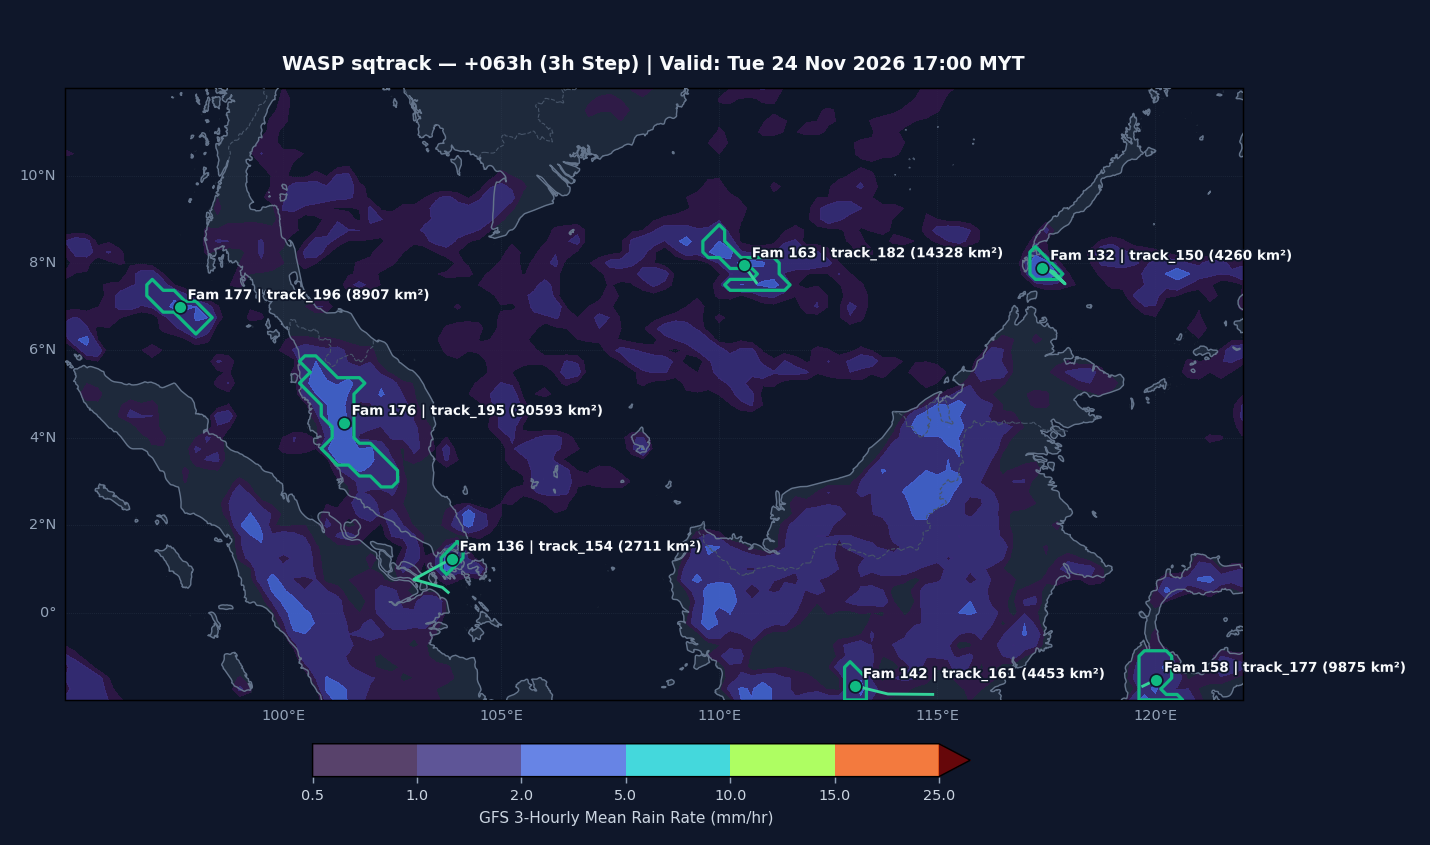 WASP sqtrack — +063h (3h Step) | Valid: Tue 24 Nov 2026 17:00 MYT
10°N
8°N
6°N
4°N
2°N
0°
Fam 163 | track_182 (14328 km²)
Fam 132 | track_150 (4260 km²)
Fam 177 | track_196 (8907 km²)
Fam 176 | track_195 (30593 km²)
Fam 136 | track_154 (2711 km²)
Fam 158 | track_177 (9875 km²)
Fam 142 | track_161 (4453 km²)
100°E 105°E 110°E 115°E 120°E
0.5 1.0 2.0 5.0 10.0 15.0 25.0
GFS 3-Hourly Mean Rain Rate (mm/hr)